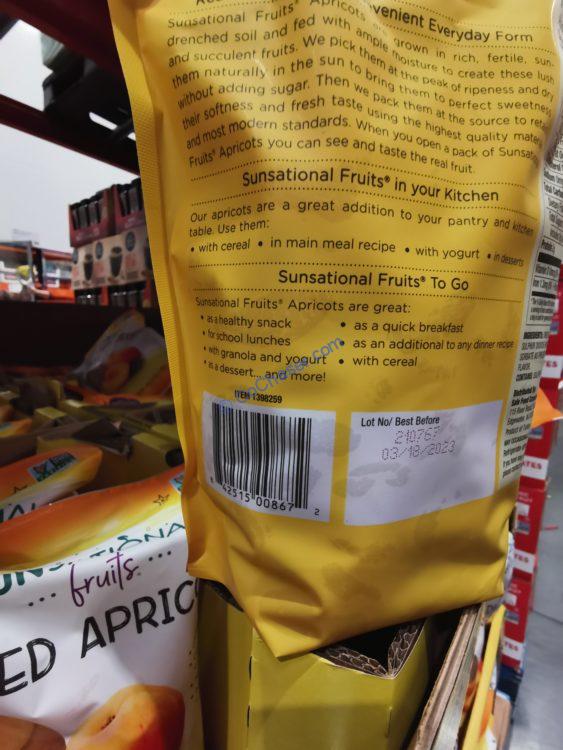 Convenient Everyday Form
Sunsational Fruits® Apricots are grown in rich, fertile, sun-
drenched soil and fed with ample moisture to create these lush
and succulent fruits. We pick them at the peak of ripeness and dry
them naturally in the sun to bring them to perfect sweetness
without adding sugar. Then we pack them at the source to retain
their softness and fresh taste using the highest quality materials
and most modern standards. When you open a pack of Sunsational
Fruits® Apricots you can see and taste the real fruit.
Sunsational Fruits® in your Kitchen
Our apricots are a great addition to your pantry and kitchen
table. Use them:
• with cereal • in main meal recipe • with yogurt • in desserts
Sunsational Fruits® To Go
Sunsational Fruits® Apricots are great:
• as a healthy snack
• for school lunches
• with granola and yogurt
• as a dessert... and more!
• as a quick breakfast
• as an additional to any dinner recipe
• with cereal
ITEM 1398259
42515 00867 2
Lot No/ Best Before
210767
03/18/2023
fruits
ED APRIC